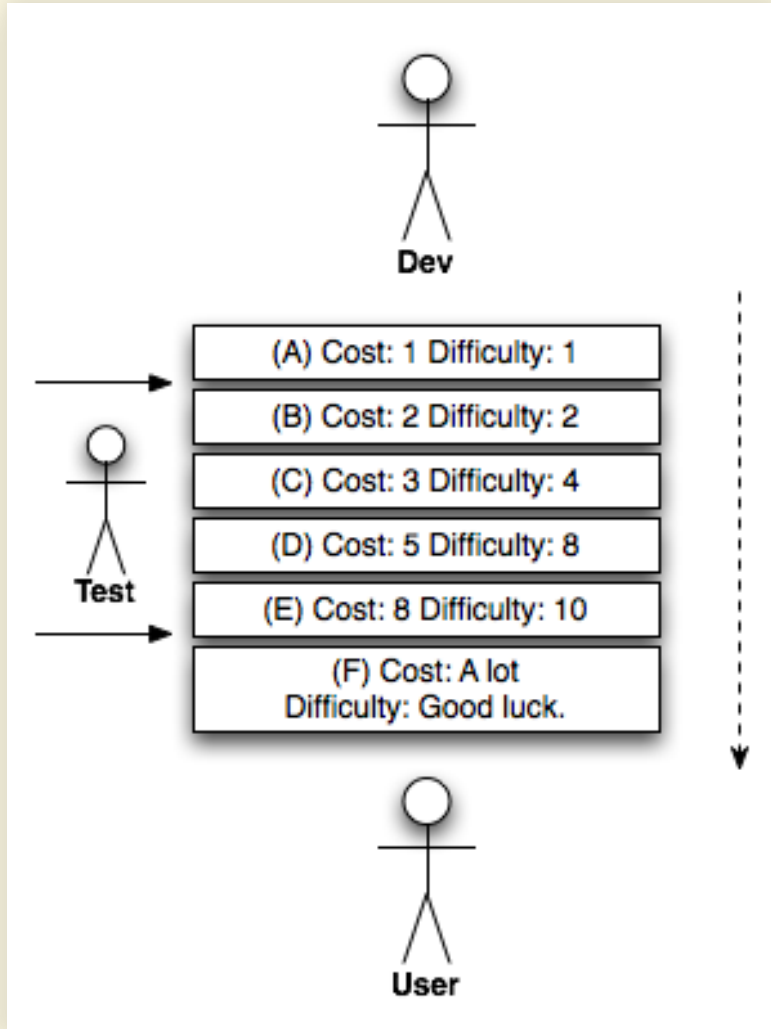 Dev
(A) Cost: 1 Difficulty: 1
(B) Cost: 2 Difficulty: 2
(C) Cost: 3 Difficulty: 4
(D) Cost: 5 Difficulty: 8
Test
(E) Cost: 8 Difficulty: 10
(F) Cost: A lot
Difficulty: Good luck.
User